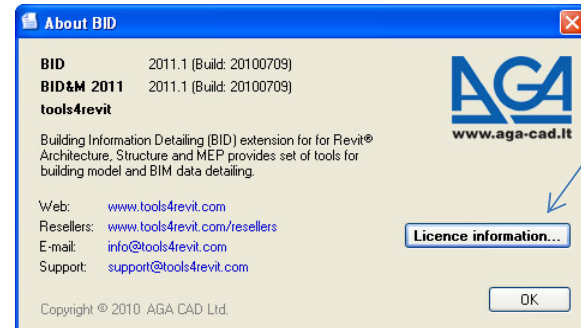 About BID
BID 2011.1 (Build: 20100709)
BID&M 2011 2011.1 (Build: 20100709)
tools4revit
AGA
www.aga-cad.lt
Building Information Detailing (BID) extension for for Revit®
Architecture, Structure and MEP provides set of tools for
building model and BIM data detailing.
Web: www.tools4revit.com
Resellers: www.tools4revit.com/resellers
E-mail: info@tools4revit.com
Support: support@tools4revit.com
Licence information...
Copyright © 2010 AGA CAD Ltd.
OK